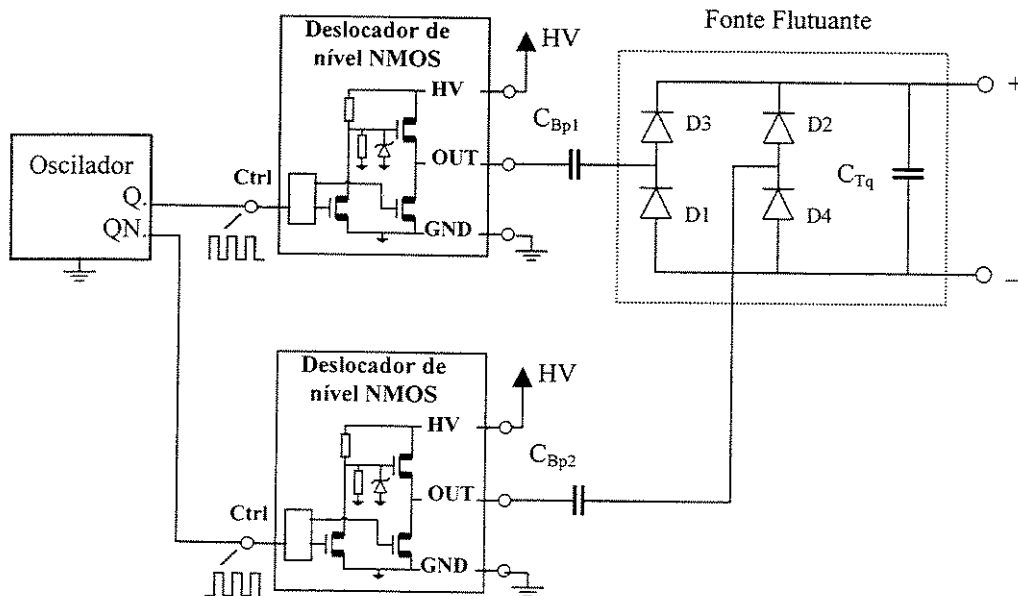 Fonte Flutuante
Deslocador de
nível NMOS
HV
HV
C_Bp1
OUT
Oscilador
Q.
QN.
Ctrl
GND
D3
D2
D1
D4
C_Tq
+
−
Deslocador de
nível NMOS
HV
HV
C_Bp2
OUT
Ctrl
GND